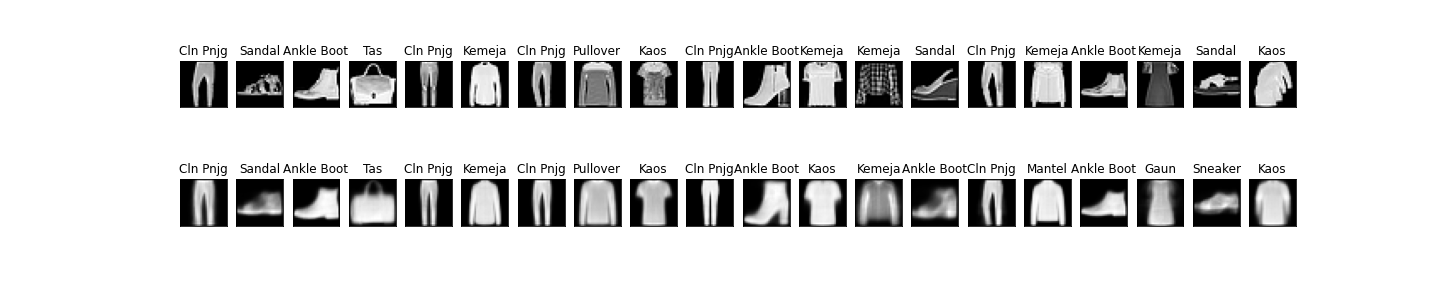 Cln Pnjg Sandal Ankle Boot Tas Cln Pnjg Kemeja Cln Pnjg Pullover Kaos Cln Pnjg Ankle Boot Kemeja Kemeja Sandal Cln Pnjg Kemeja Ankle Boot Kemeja Sandal Kaos
Cln Pnjg Sandal Ankle Boot Tas Cln Pnjg Kemeja Cln Pnjg Pullover Kaos Cln Pnjg Ankle Boot Kaos Kemeja Ankle Boot Cln Pnjg Mantel Ankle Boot Gaun Sneaker Kaos